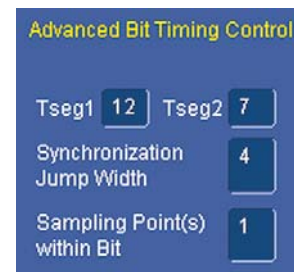 Advanced Bit Timing Control
Tseg1 12 Tseg2 7
Synchronization
Jump Width 4
Sampling Point(s)
within Bit 1